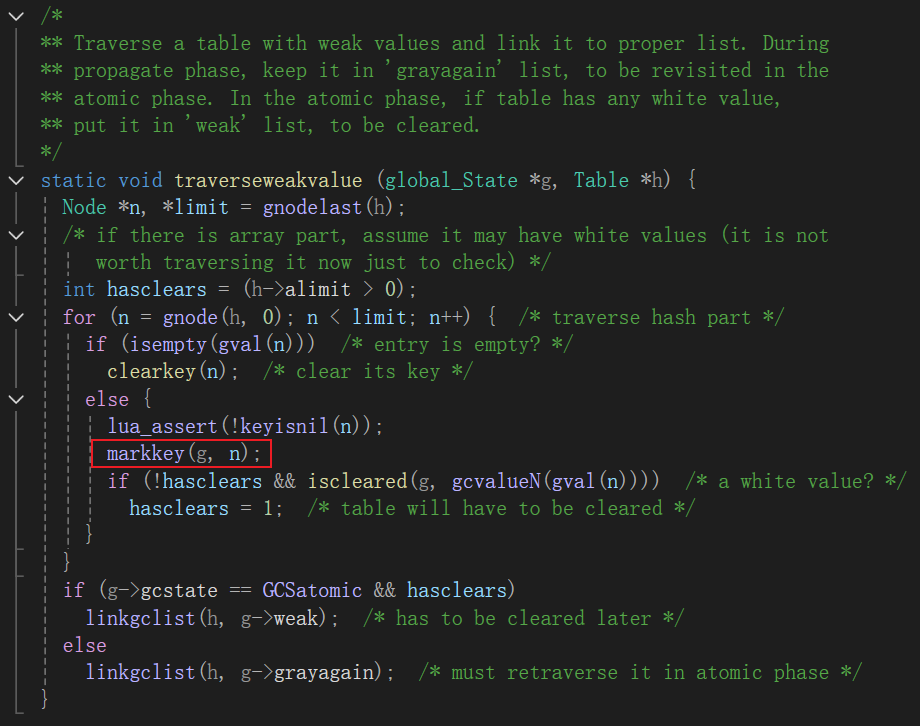 /*
** Traverse a table with weak values and link it to proper list. During
** propagate phase, keep it in 'grayagain' list, to be revisited in the
** atomic phase. In the atomic phase, if table has any white value,
** put it in 'weak' list, to be cleared.
*/
static void traverseweakvalue (global_State *g, Table *h) {
Node *n, *limit = gnodelast(h);
/* if there is array part, assume it may have white values (it is not
worth traversing it now just to check) */
int hasclears = (h->alimit > 0);
for (n = gnode(h, 0); n < limit; n++) { /* traverse hash part */
if (isempty(gval(n))) /* entry is empty? */
clearkey(n); /* clear its key */
else {
lua_assert(!keyisnil(n));
markkey(g, n);
if (!hasclears && iscleared(g, gcvalueN(gval(n)))) /* a white value? */
hasclears = 1; /* table will have to be cleared */
}
}
if (g->gcstate == GCSatomic && hasclears)
linkgclist(h, g->weak); /* has to be cleared later */
else
linkgclist(h, g->grayagain); /* must retraverse it in atomic phase */
}